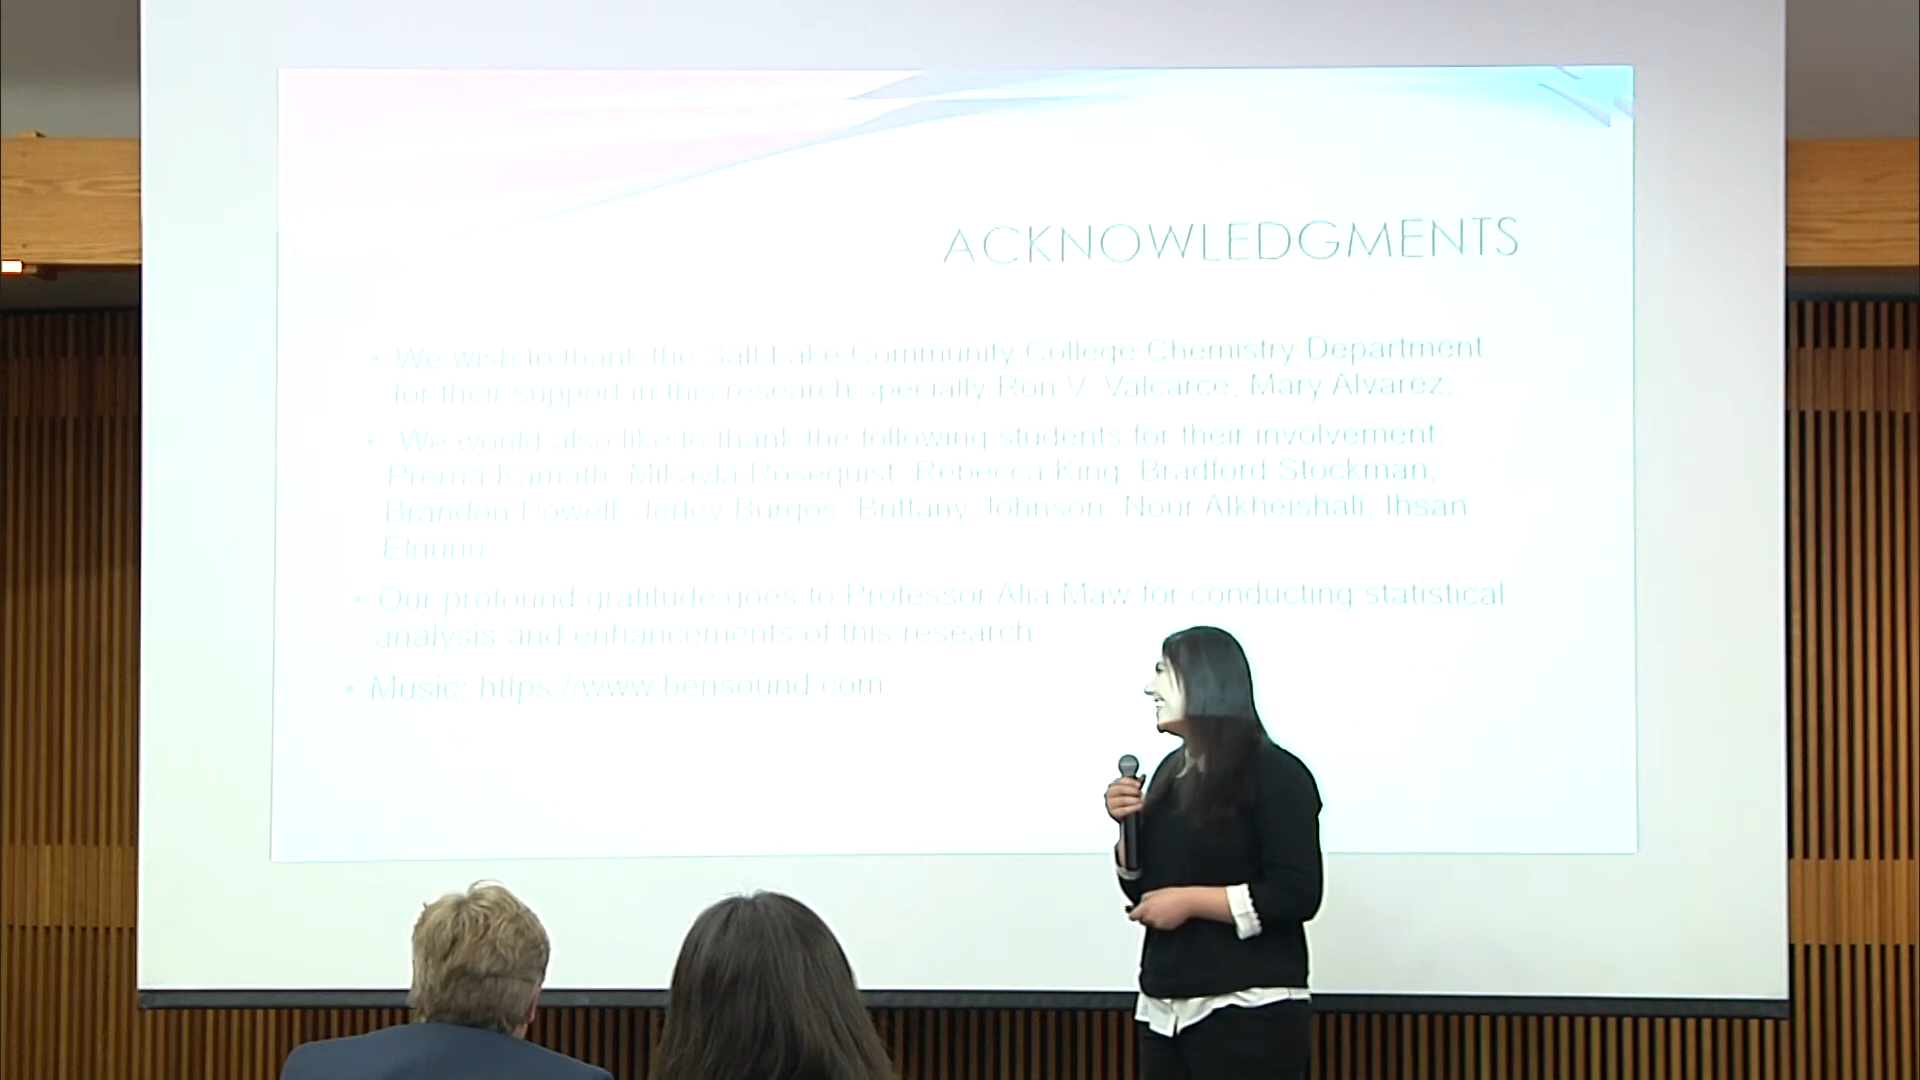 ACKNOWLEDGMENTS
• We wish to thank the Salt Lake Community College Chemistry Department
for their support in this research specially Ron V. Valcarce, Mary Alvarez.
• We would also like to thank the following students for their involvement:
Prerna Kamath, Mikayla Rosequist, Rebecca King, Bradford Stockman,
Brandon Powell, Jerley Burgos, Brittany Johnson, Nour Alkheishali, Ihsan
Elnunu
• Our profound gratitude goes to Professor Alia Maw for conducting statistical
analysis and enhancements of this research.
• Music: https://www.bensound.com